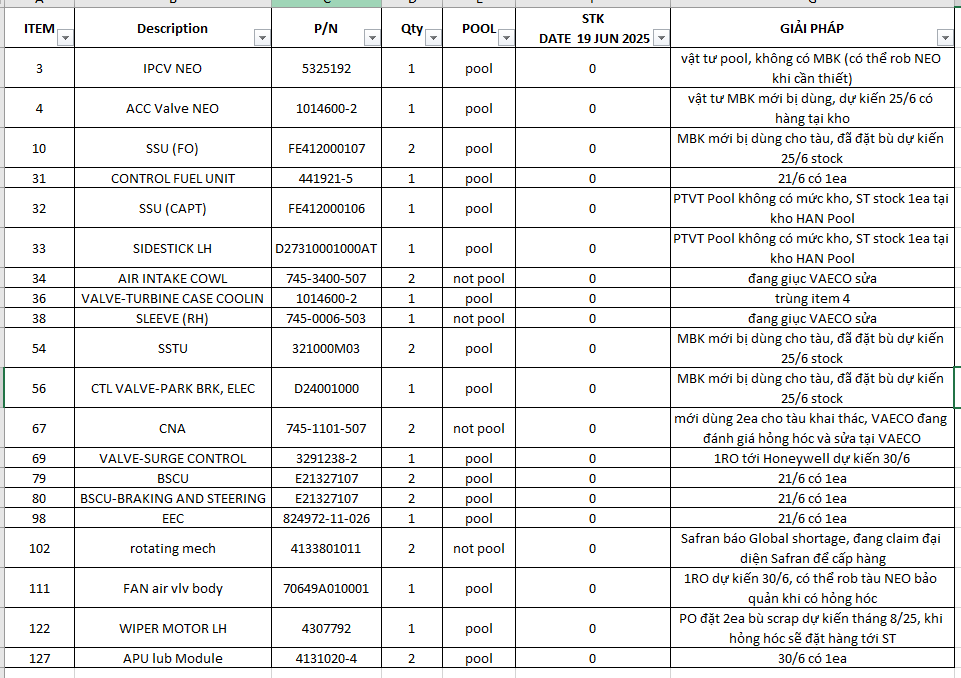 ITEM Description P/N Qty POOL STK DATE 19 JUN 2025 GIẢI PHÁP
3 IPCV NEO 5325192 1 pool 0 vật tư pool, không có MBK (có thể rob NEO
khi cần thiết)
4 ACC Valve NEO 1014600-2 1 pool 0 vật tư MBK mới bị dùng, dự kiến 25/6 có
hàng tại kho
10 SSU (FO) FE412000107 2 pool 0 MBK mới bị dùng cho tàu, đã đặt bù dự kiến
25/6 stock
31 CONTROL FUEL UNIT 441921-5 1 pool 0 21/6 có 1ea
32 SSU (CAPT) FE412000106 1 pool 0 PTVT Pool không có mức kho, ST stock 1ea tại
kho HAN Pool
33 SIDESTICK LH D27310001000AT 1 pool 0 PTVT Pool không có mức kho, ST stock 1ea tại
kho HAN Pool
34 AIR INTAKE COWL 745-3400-507 2 not pool 0 đang giục VAECO sửa
36 VALVE-TURBINE CASE COOLIN 1014600-2 1 pool 0 trùng item 4
38 SLEEVE (RH) 745-0006-503 1 not pool 0 đang giục VAECO sửa
54 SSTU 321000M03 2 pool 0 MBK mới bị dùng cho tàu, đã đặt bù dự kiến
25/6 stock
56 CTL VALVE-PARK BRK, ELEC D24001000 1 pool 0 MBK mới bị dùng cho tàu, đã đặt bù dự kiến
25/6 stock
67 CNA 745-1101-507 2 not pool 0 mới dùng 2ea cho tàu khai thác, VAECO đang
đánh giá hỏng hóc và sửa tại VAECO
69 VALVE-SURGE CONTROL 3291238-2 1 pool 0 1RO tới Honeywell dự kiến 30/6
79 BSCU E21327107 2 pool 0 21/6 có 1ea
80 BSCU-BRAKING AND STEERING E21327107 2 pool 0 21/6 có 1ea
98 EEC 824972-11-026 1 pool 0 21/6 có 1ea
102 rotating mech 4133801011 2 not pool 0 Safran báo Global shortage, đang claim đại
diện Safran để cấp hàng
111 FAN air vlv body 70649A010001 1 pool 0 1RO dự kiến 30/6, có thể rob tàu NEO bảo
quản khi có hỏng hóc
122 WIPER MOTOR LH 4307792 1 pool 0 PO đặt 2ea bù scrap dự kiến tháng 8/25, khi
hỏng hóc sẽ đặt hàng tới ST
127 APU lub Module 4131020-4 2 pool 0 30/6 có 1ea